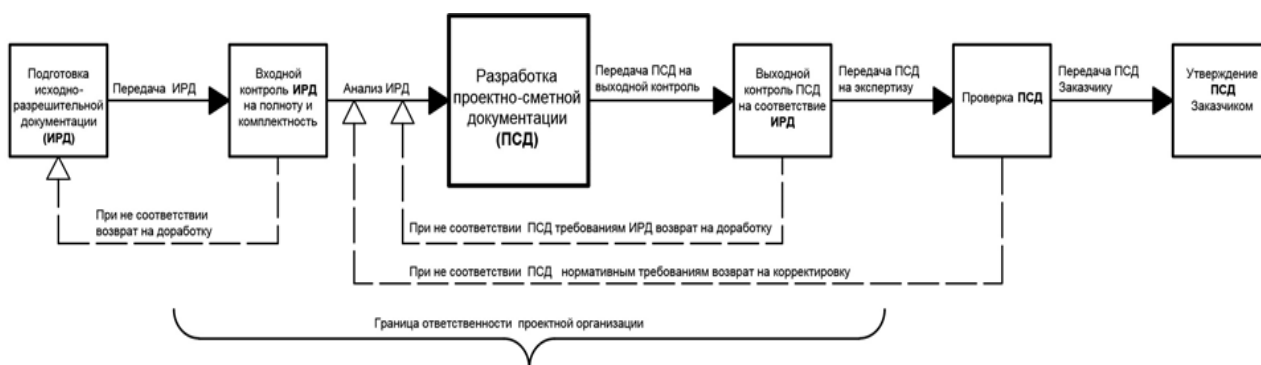 Подготовка
исходно-
разрешительной
документации
(ИРД)
Передача ИРД
Входной
контроль ИРД
на полноту и
комплектность
Анализ ИРД
Разработка
проектно-сметной
документации
(ПСД)
Передача ПСД на
выходной контроль
Выходной
контроль ПСД
на соответствие
ИРД
Передача ПСД
на экспертизу
Проверка ПСД
Передача ПСД
Заказчику
Утверждение
ПСД
Заказчиком
При не соответствии
возврат на доработку
При не соответствии ПСД требованиям ИРД возврат на доработку
При не соответствии ПСД нормативным требованиям возврат на корректировку
Граница ответственности проектной организации